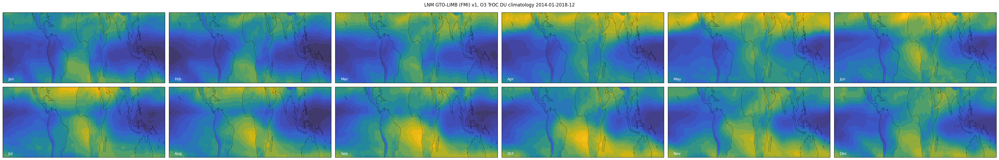 LNM GTO-LIMB (FMI) v1, O3 TrOC DU climatology 2014-01-2018-12
Jan
Feb
Mar
Apr
May
Jun
Jul
Aug
Sep
Oct
Nov
Dec